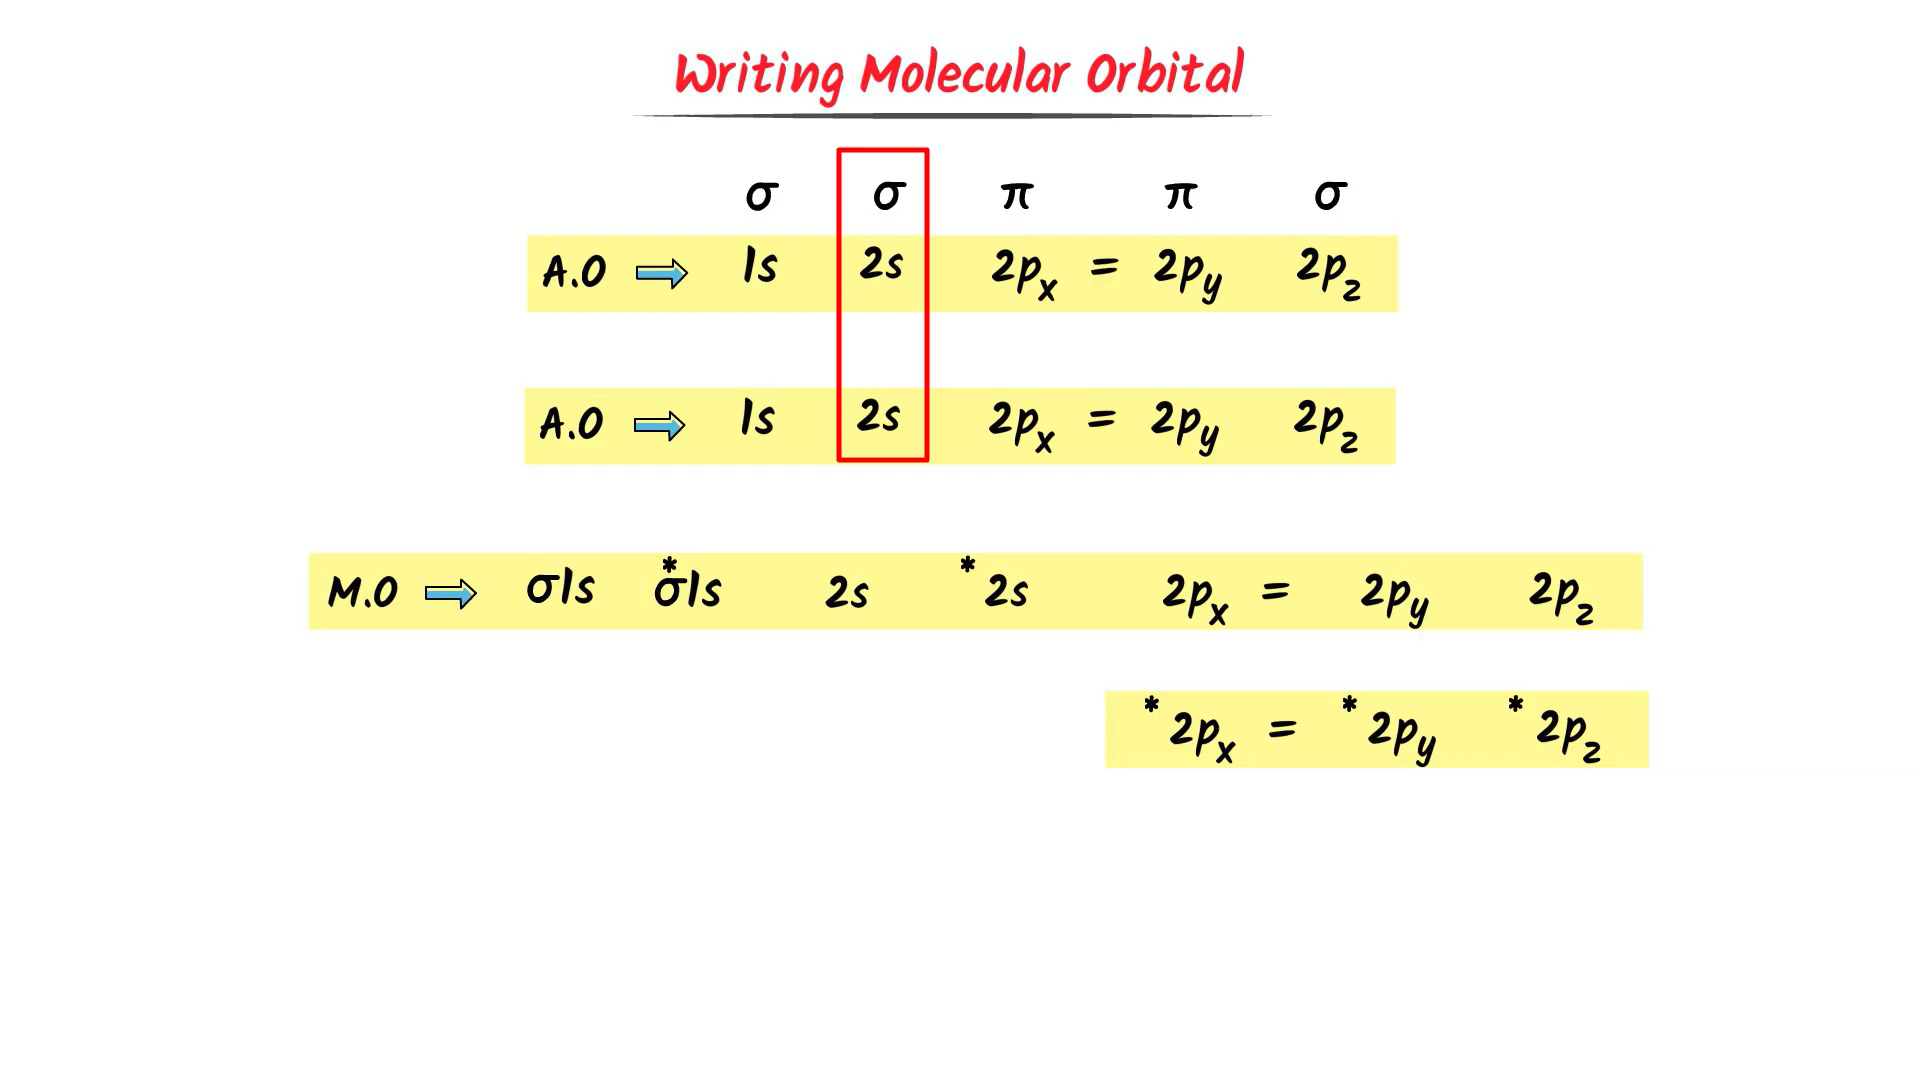 Writing Molecular Orbital
σ σ π π σ
A.O 1s 2s 2px = 2py 2pz
A.O 1s 2s 2px = 2py 2pz
M.O σ1s σ*1s 2s *2s 2px = 2py 2pz
*2px = *2py *2pz